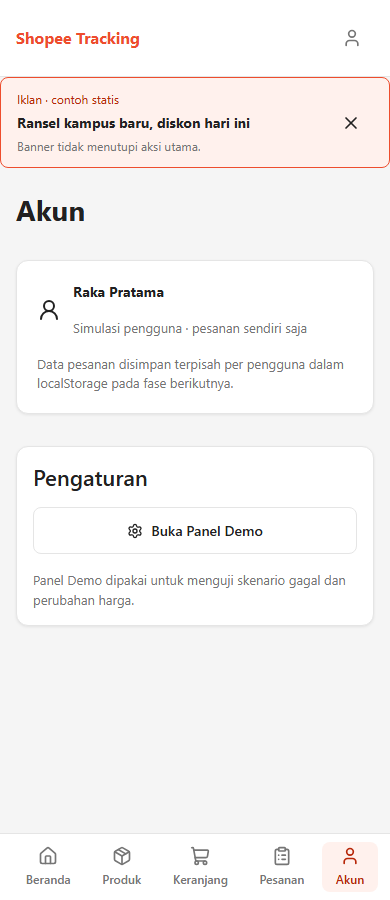 Shopee Tracking
Iklan · contoh statis
Ransel kampus baru, diskon hari ini
Banner tidak menutupi aksi utama.
Akun
Raka Pratama
Simulasi pengguna · pesanan sendiri saja
Data pesanan disimpan terpisah per pengguna dalam
localStorage pada fase berikutnya.
Pengaturan
Buka Panel Demo
Panel Demo dipakai untuk menguji skenario gagal dan
perubahan harga.
Beranda
Produk
Keranjang
Pesanan
Akun